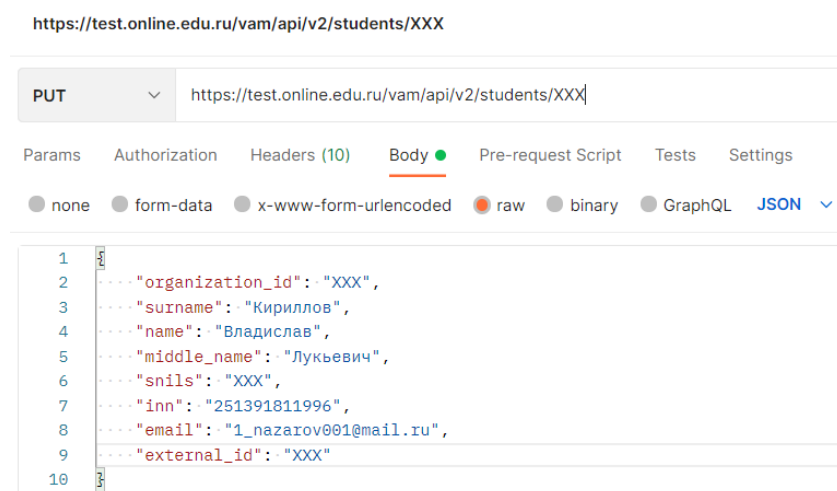 https://test.online.edu.ru/vam/api/v2/students/XXX
PUT https://test.online.edu.ru/vam/api/v2/students/XXX
Params Authorization Headers (10) Body Pre-request Script Tests Settings
none form-data x-www-form-urlencoded raw binary GraphQL JSON
1 {
2 "organization_id": "XXX",
3 "surname": "Кириллов",
4 "name": "Владислав",
5 "middle_name": "Лукьевич",
6 "snils": "XXX",
7 "inn": "251391811996",
8 "email": "1_nazarov001@mail.ru",
9 "external_id": "XXX"
10 }